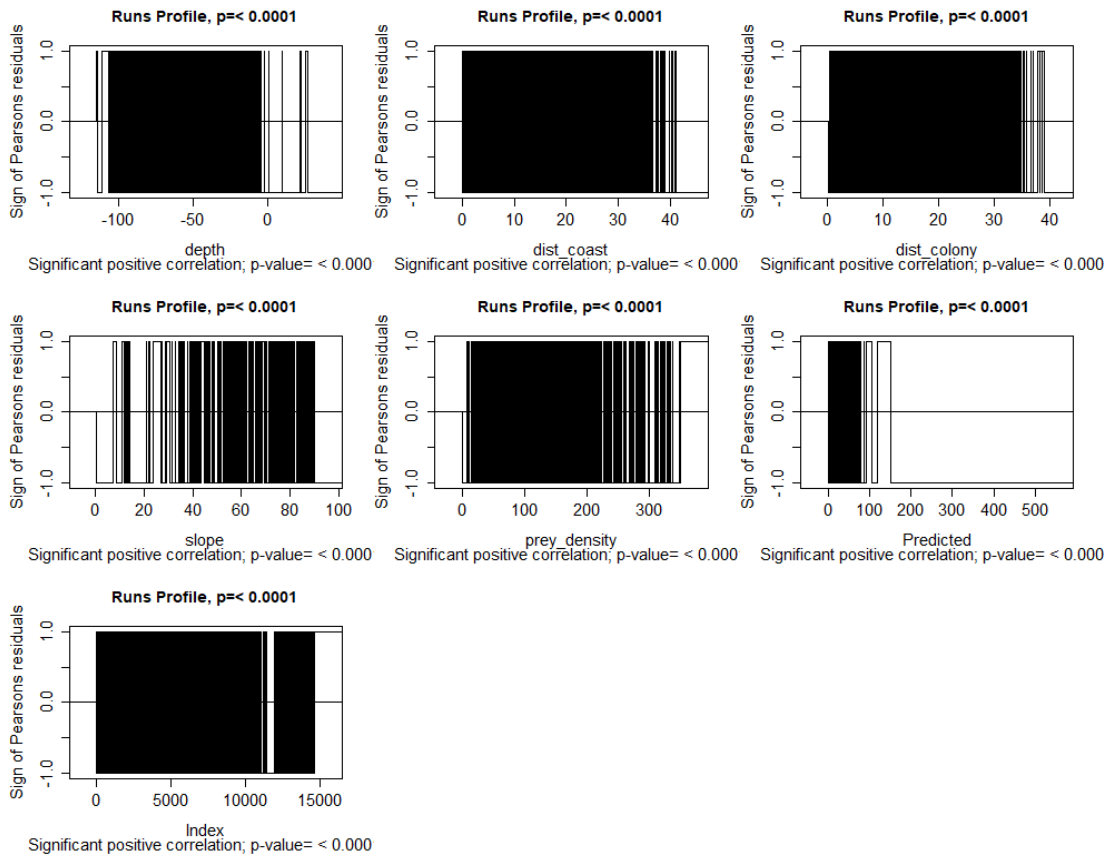 Runs Profile, p=< 0.0001
Sign of Pearsons residuals
1.0
0.0
-1.0
-100 -50 0
depth
Significant positive correlation; p-value= < 0.000
Runs Profile, p=< 0.0001
Sign of Pearsons residuals
1.0
0.0
-1.0
0 10 20 30 40
dist_coast
Significant positive correlation; p-value= < 0.000
Runs Profile, p=< 0.0001
Sign of Pearsons residuals
1.0
0.0
-1.0
0 10 20 30 40
dist_colony
Significant positive correlation; p-value= < 0.000
Runs Profile, p=< 0.0001
Sign of Pearsons residuals
1.0
0.0
-1.0
0 20 40 60 80 100
slope
Significant positive correlation; p-value= < 0.000
Runs Profile, p=< 0.0001
Sign of Pearsons residuals
1.0
0.0
-1.0
0 100 200 300
prey_density
Significant positive correlation; p-value= < 0.000
Runs Profile, p=< 0.0001
Sign of Pearsons residuals
1.0
0.0
-1.0
0 100 200 300 400 500
Predicted
Significant positive correlation; p-value= < 0.000
Runs Profile, p=< 0.0001
Sign of Pearsons residuals
1.0
0.0
-1.0
0 5000 10000 15000
Index
Significant positive correlation; p-value= < 0.000